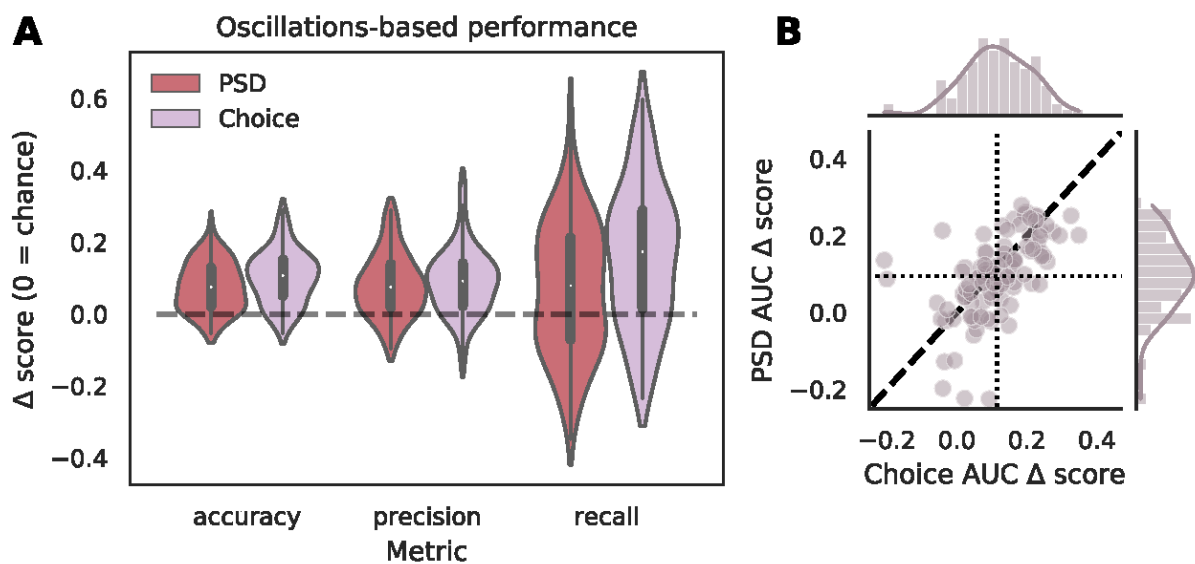 A
Oscillations-based performance
PSD
Choice
Δ score (0 = chance)
0.6
0.4
0.2
0.0
−0.2
−0.4
accuracy
precision
recall
Metric
B
PSD AUC Δ score
0.4
0.2
0.0
−0.2
−0.2
0.0
0.2
0.4
Choice AUC Δ score